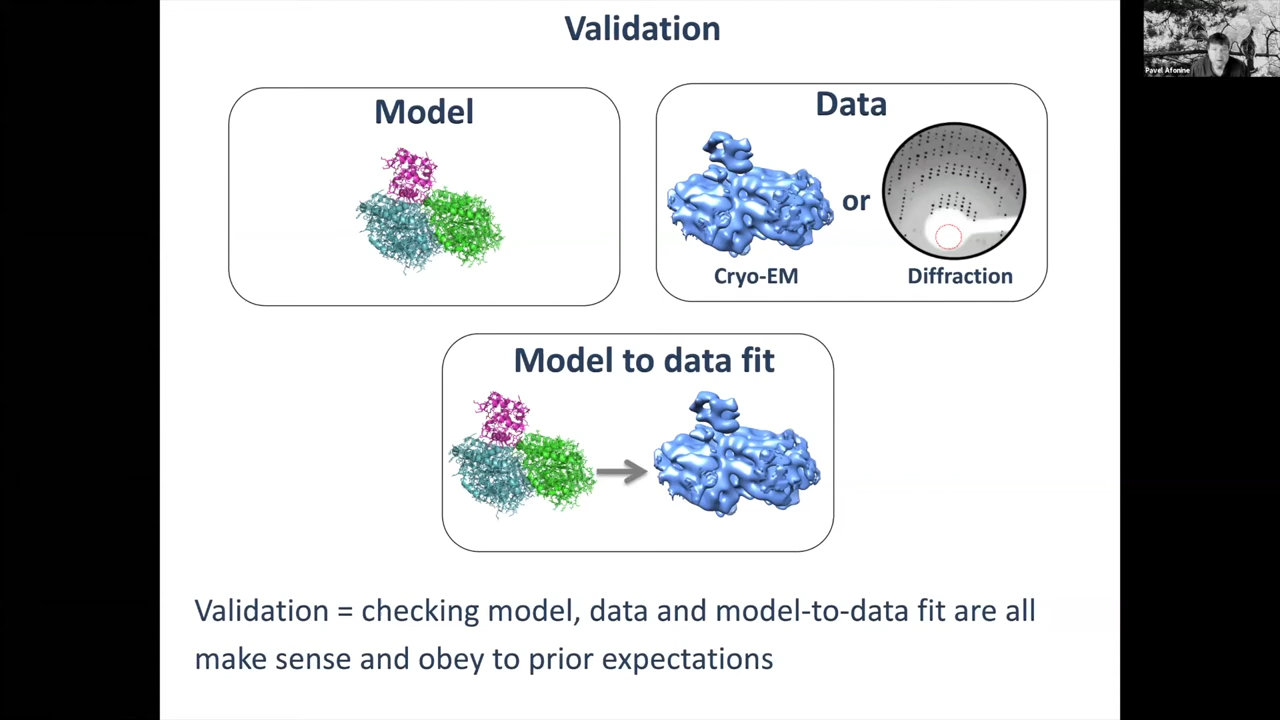 Validation
Model
Data
or
Cryo-EM
Diffraction
Model to data fit
Validation = checking model, data and model-to-data fit are all
make sense and obey to prior expectations
Pavel Afonine